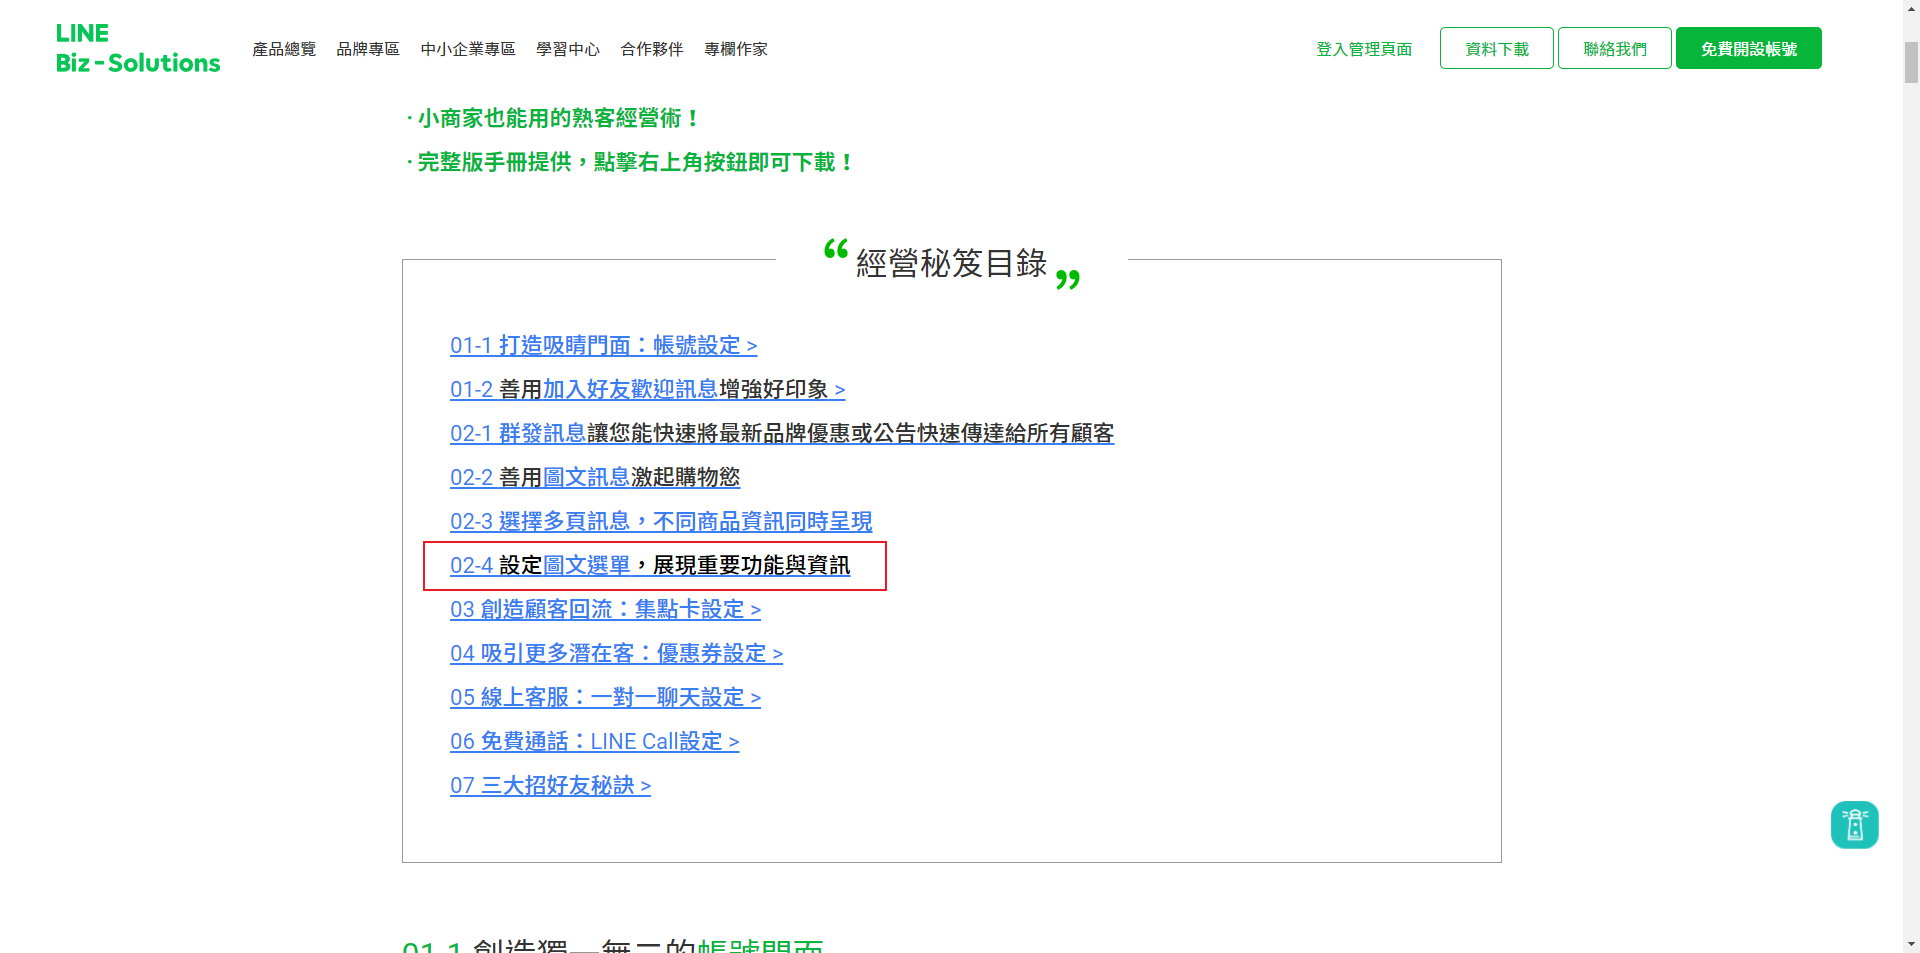 LINE
Biz-Solutions
產品總覽 品牌專區 中小企業專區 學習中心 合作夥伴 專欄作家
登入管理頁面 資料下載 聯絡我們 免費開設帳號
· 小商家也能用的熟客經營術！
· 完整版手冊提供，點擊右上角按鈕即可下載！
“ 經營秘笈目錄 ”
01-1 打造吸睛門面：帳號設定 >
01-2 善用加入好友歡迎訊息增強好印象 >
02-1 群發訊息讓您能快速將最新品牌優惠或公告快速傳達給所有顧客
02-2 善用圖文訊息激起購物慾
02-3 選擇多頁訊息，不同商品資訊同時呈現
02-4 設定圖文選單，展現重要功能與資訊
03 創造顧客回流：集點卡設定 >
04 吸引更多潛在客：優惠券設定 >
05 線上客服：一對一聊天設定 >
06 免費通話：LINE Call設定 >
07 三大招好友秘訣 >
01-1 創造獨一無二的帳號門面